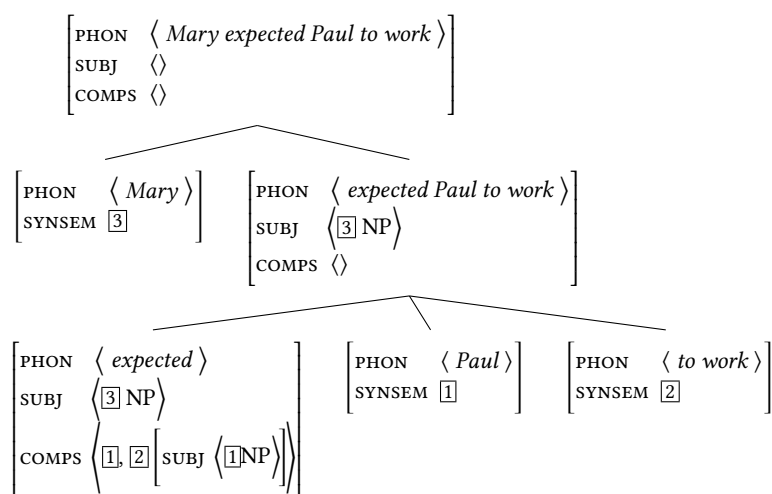 PHON ⟨ Mary expected Paul to work ⟩
SUBJ ⟨⟩
COMPS ⟨⟩
PHON ⟨ Mary ⟩
SYNSEM 3
PHON ⟨ expected Paul to work ⟩
SUBJ ⟨ 3 NP ⟩
COMPS ⟨⟩
PHON ⟨ expected ⟩
SUBJ ⟨ 3 NP ⟩
COMPS ⟨ 1, 2 [ SUBJ ⟨ 1 NP ⟩ ] ⟩
PHON ⟨ Paul ⟩
SYNSEM 1
PHON ⟨ to work ⟩
SYNSEM 2